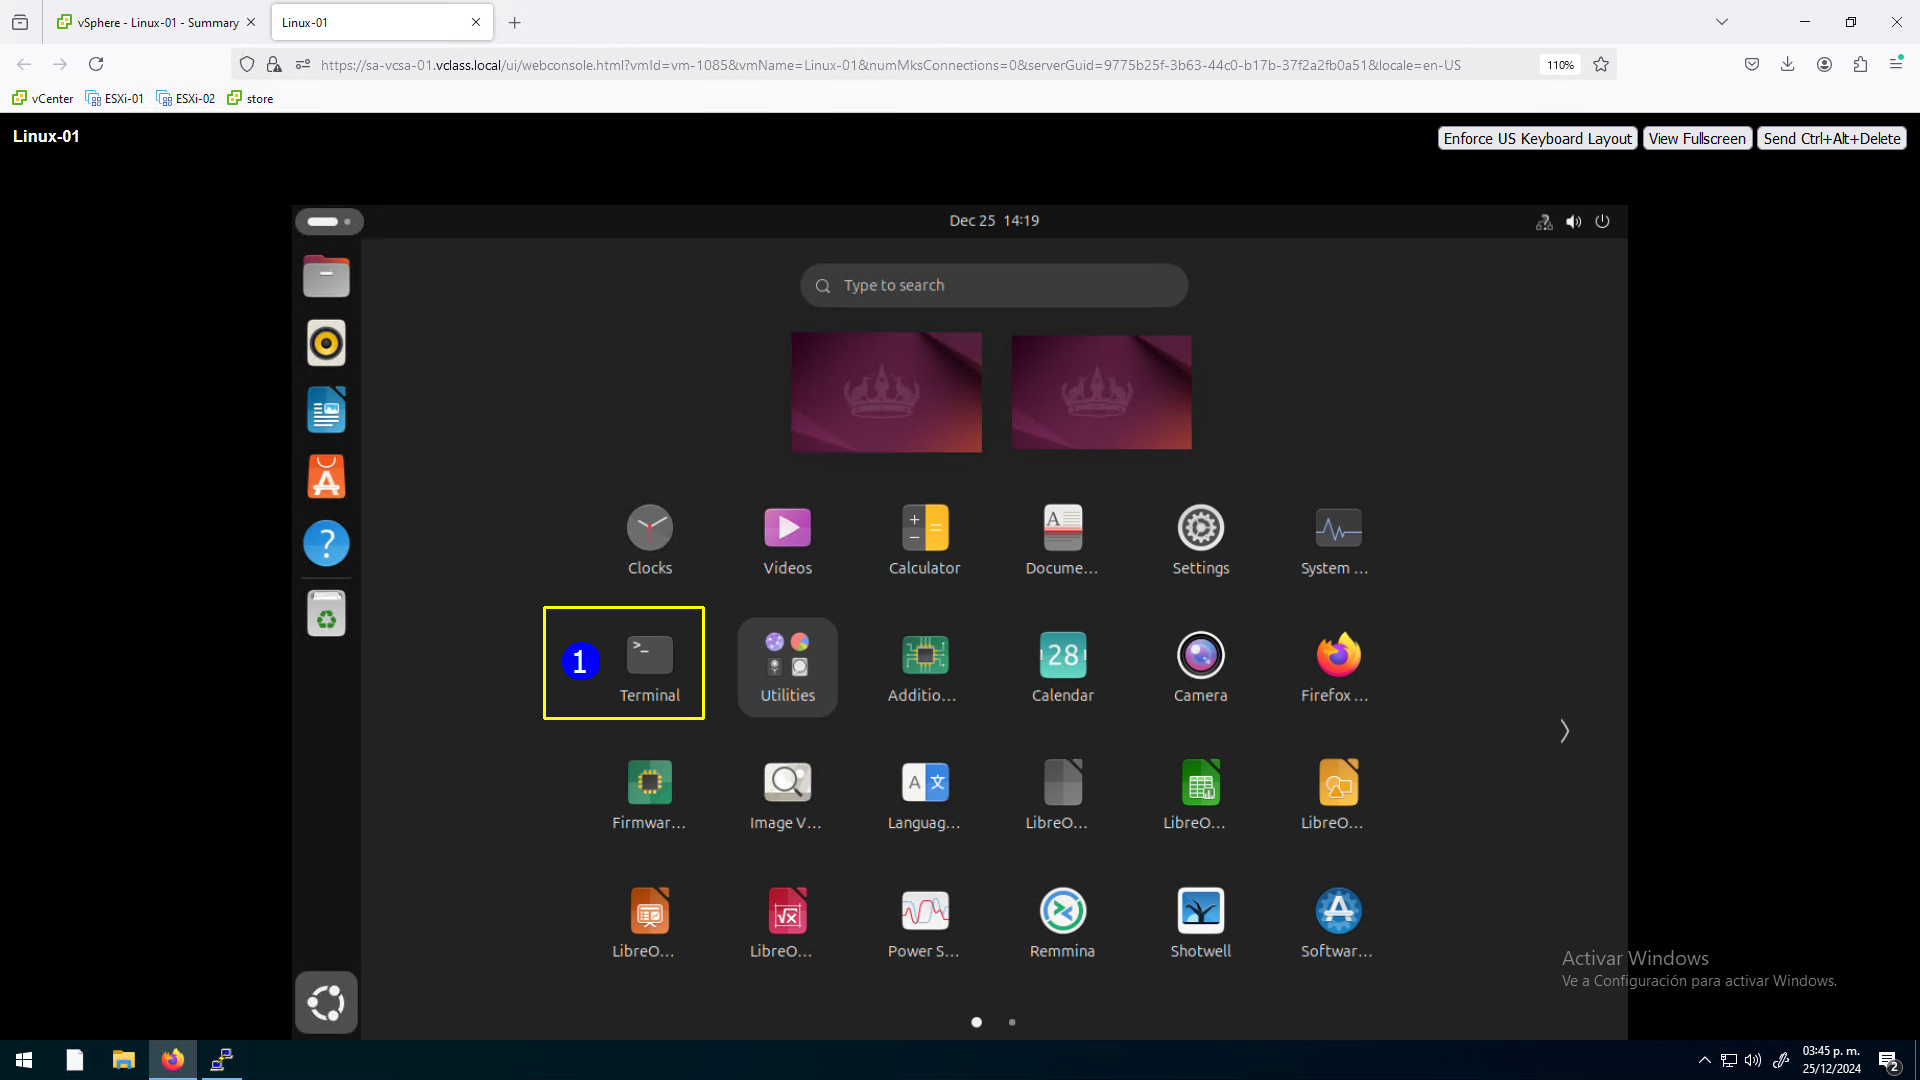 vSphere - Linux-01 - Summary
Linux-01
https://sa-vcsa-01.vclass.local/ui/webconsole.html?vmId=vm-1085&vmName=Linux-01&numMksConnections=0&serverGuid=9775b25f-3b63-44c0-b17b-37f2a2fb0a51&locale=en-US
110%
vCenter ESXi-01 ESXi-02 store
Linux-01
Enforce US Keyboard Layout View Fullscreen Send Ctrl+Alt+Delete
Dec 25 14:19
Type to search
Clocks Videos Calculator Docume... Settings System ...
1
Terminal Utilities Additio... Calendar Camera Firefox ...
28
Firmwar... Image V... Languag... LibreO... LibreO... LibreO...
LibreO... LibreO... Power S... Remmina Shotwell Softwar...
Activar Windows
Ve a Configuración para activar Windows.
03:45 p. m.
25/12/2024
2